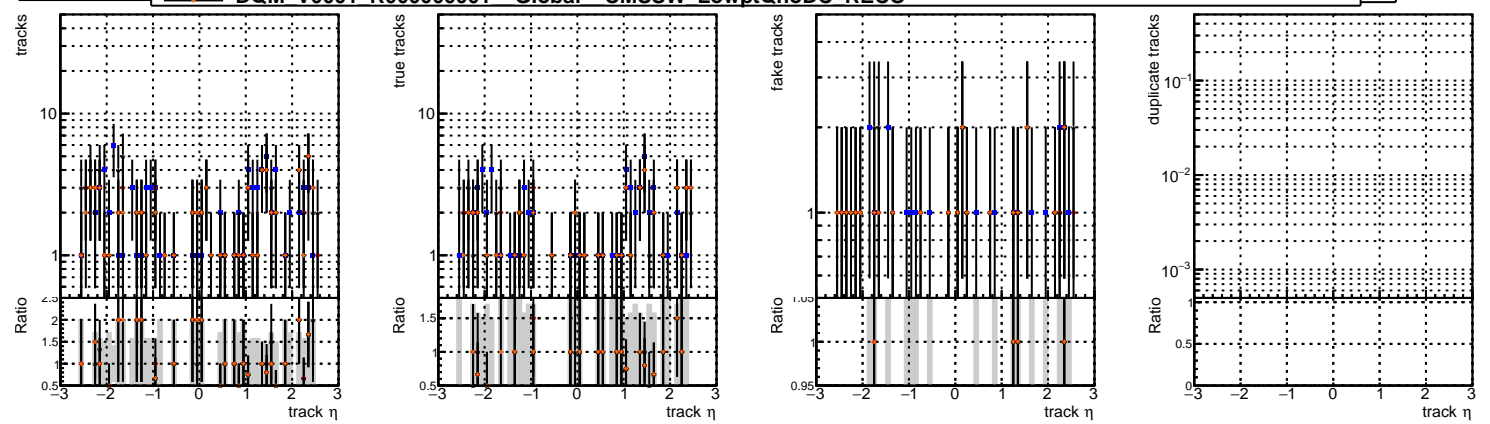 tracks
10
1
Ratio
2.5
2
1.5
1
0.5
−3 −2 −1 0 1 2 3
track η
true tracks
10
1
Ratio
1.5
1
0.5
−3 −2 −1 0 1 2 3
track η
fake tracks
1
Ratio
1.05
1
0.95
−3 −2 −1 0 1 2 3
track η
duplicate tracks
10−1
10−2
10−3
Ratio
1
0.5
0
−3 −2 −1 0 1 2 3
track η